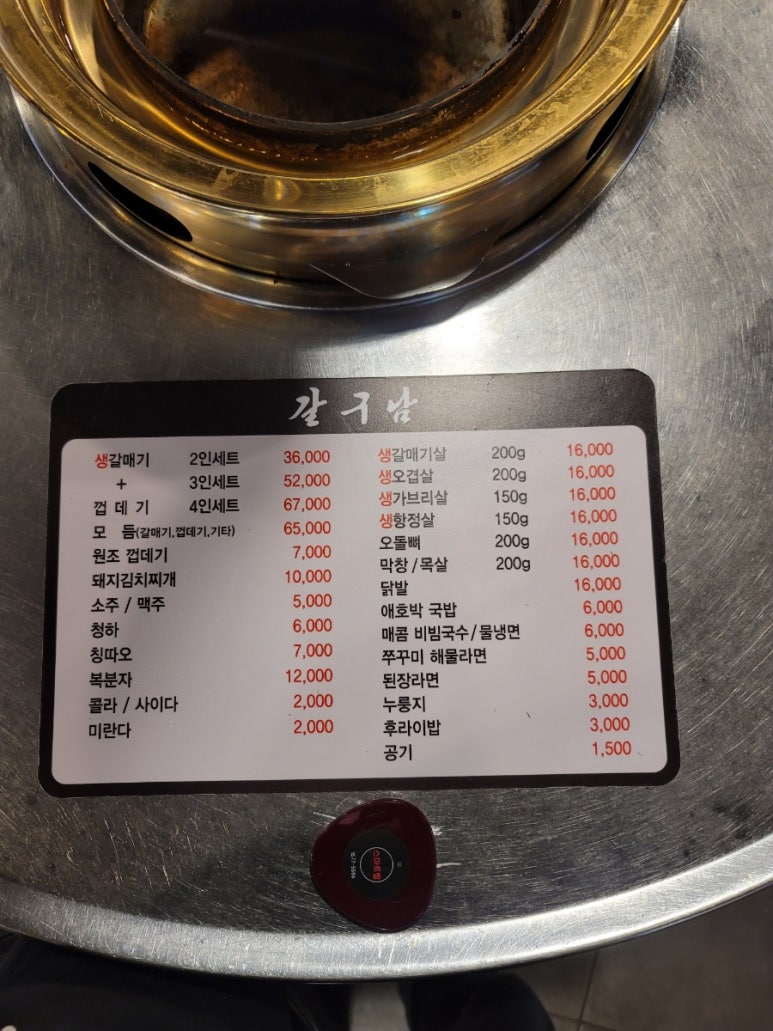 갈구남
생갈매기 2인세트 36,000
+ 3인세트 52,000
껍데기 4인세트 67,000
모 듬(갈매기,껍데기,기타) 65,000
원조 껍데기 7,000
돼지김치찌개 10,000
소주 / 맥주 5,000
청하 6,000
칭따오 7,000
복분자 12,000
콜라 / 사이다 2,000
미란다 2,000
생갈매기살 200g 16,000
생오겹살 200g 16,000
생가브리살 150g 16,000
생항정살 150g 16,000
오돌뼈 200g 16,000
막창/목살 200g 16,000
닭발 16,000
애호박 국밥 6,000
매콤 비빔국수/물냉면 6,000
쭈꾸미 해물라면 5,000
된장라면 5,000
누룽지 3,000
후라이밥 3,000
공기 1,500
스마트벨